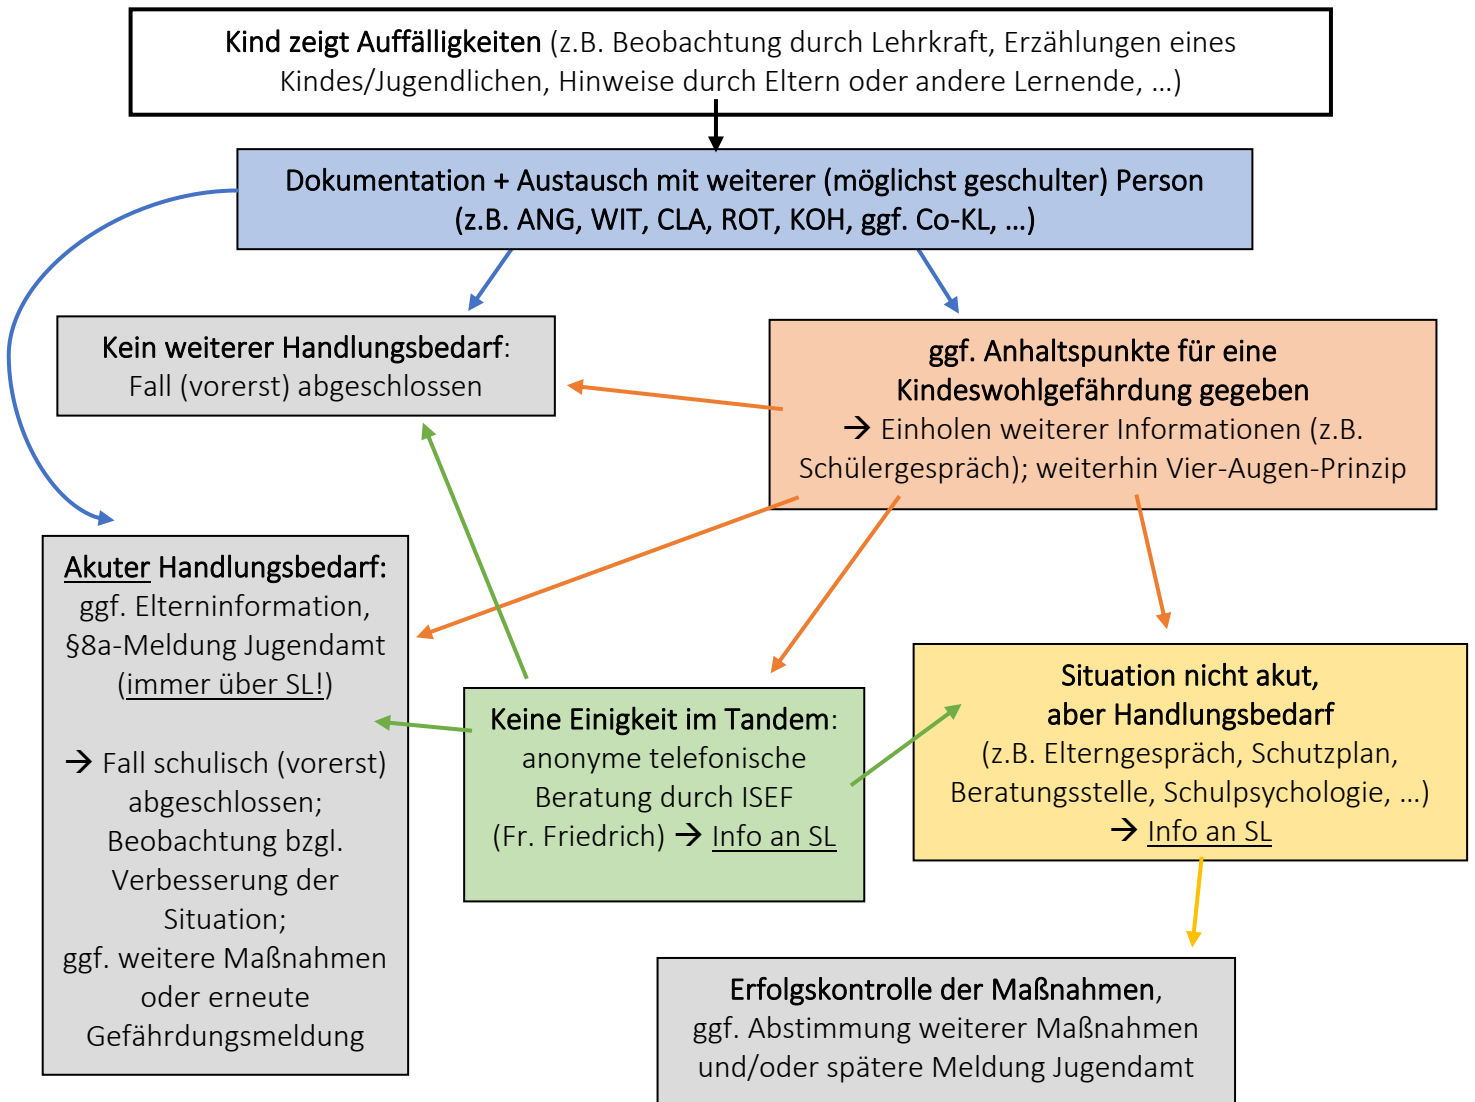 Kind zeigt Auffälligkeiten (z.B. Beobachtung durch Lehrkraft, Erzählungen eines
Kindes/Jugendlichen, Hinweise durch Eltern oder andere Lernende, …)
Dokumentation + Austausch mit weiterer (möglichst geschulter) Person
(z.B. ANG, WIT, CLA, ROT, KOH, ggf. Co-KL, …)
Kein weiterer Handlungsbedarf:
Fall (vorerst) abgeschlossen
ggf. Anhaltspunkte für eine
Kindeswohlgefährdung gegeben
→ Einholen weiterer Informationen (z.B.
Schülergespräch); weiterhin Vier-Augen-Prinzip
Akuter Handlungsbedarf:
ggf. Elterninformation,
§8a-Meldung Jugendamt
(immer über SL!)
→ Fall schulisch (vorerst)
abgeschlossen;
Beobachtung bzgl.
Verbesserung der
Situation;
ggf. weitere Maßnahmen
oder erneute
Gefährdungsmeldung
Keine Einigkeit im Tandem:
anonyme telefonische
Beratung durch ISEF
(Fr. Friedrich) → Info an SL
Situation nicht akut,
aber Handlungsbedarf
(z.B. Elterngespräch, Schutzplan,
Beratungsstelle, Schulpsychologie, …)
→ Info an SL
Erfolgskontrolle der Maßnahmen,
ggf. Abstimmung weiterer Maßnahmen
und/oder spätere Meldung Jugendamt